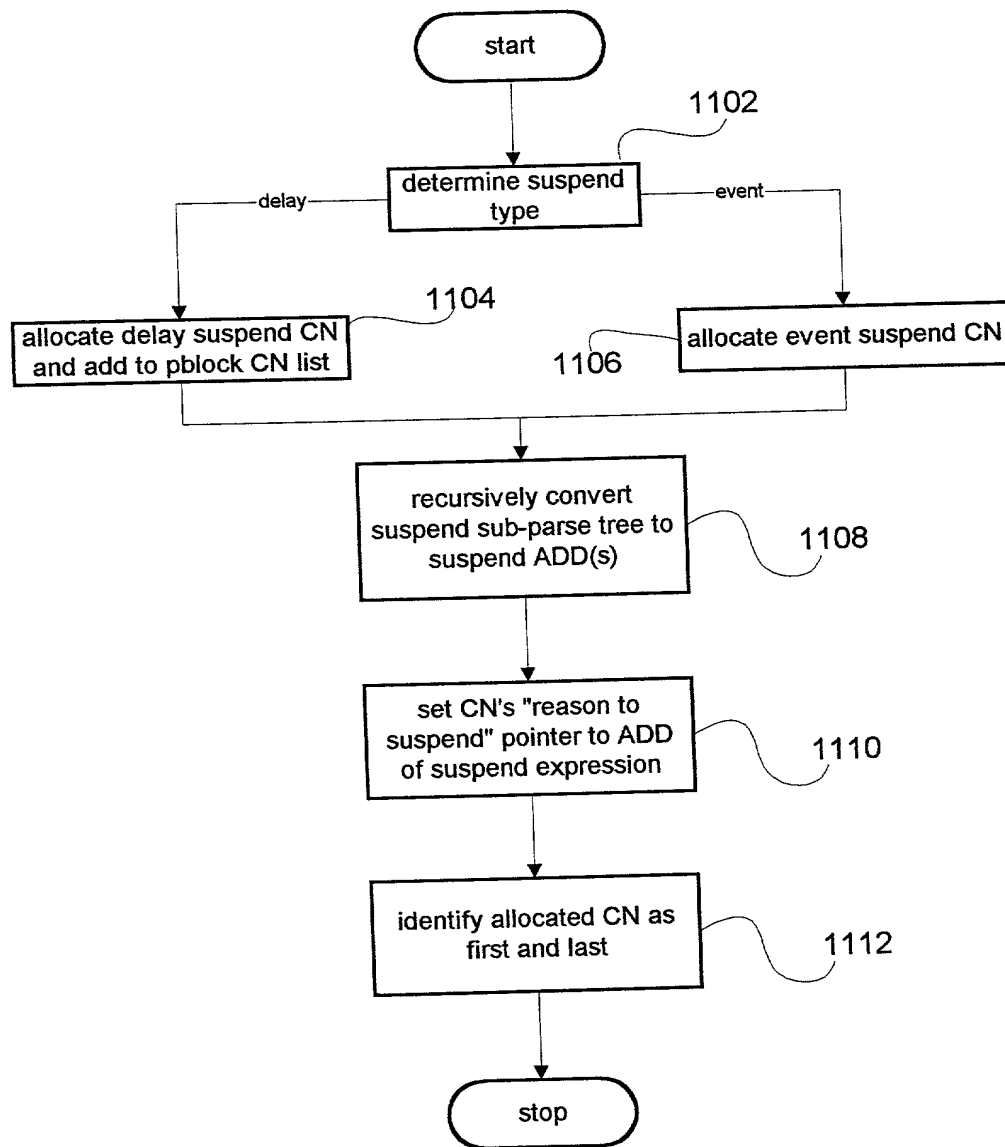 start
1102
determine suspend
type
delay
event
1104
allocate delay suspend CN
and add to pblock CN list
allocate event suspend CN
1106
recursively convert
suspend sub-parse tree to
suspend ADD(s)
1108
set CN's "reason to
suspend" pointer to ADD
of suspend expression
1110
identify allocated CN as
first and last
1112
stop